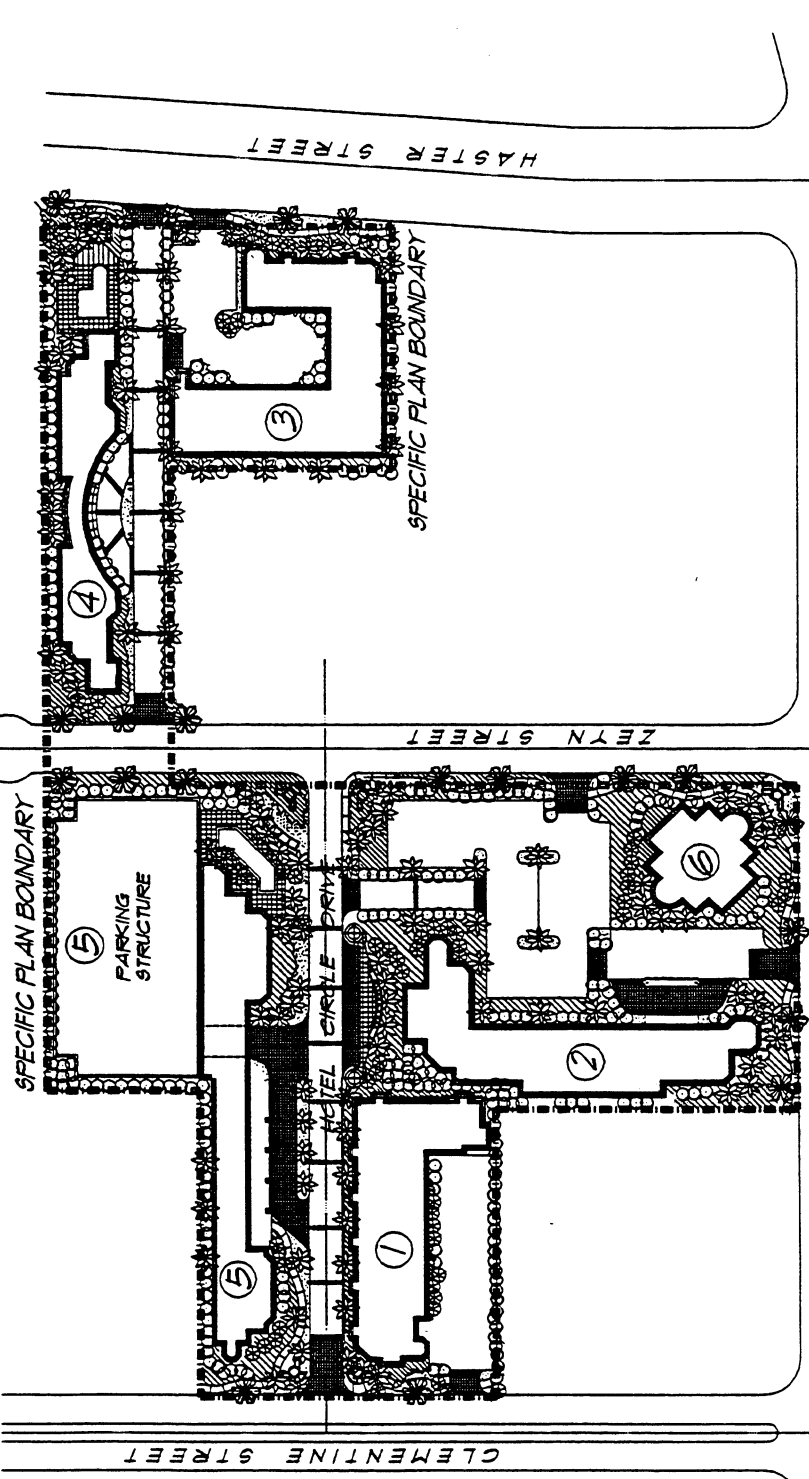 HASTER STREET
SPECIFIC PLAN BOUNDARY
3
4
ZEYN STREET
SPECIFIC PLAN BOUNDARY
5
PARKING
STRUCTURE
6
HOTEL CIRCLE DRIVE
2
1
5
CLEMENTINE STREET